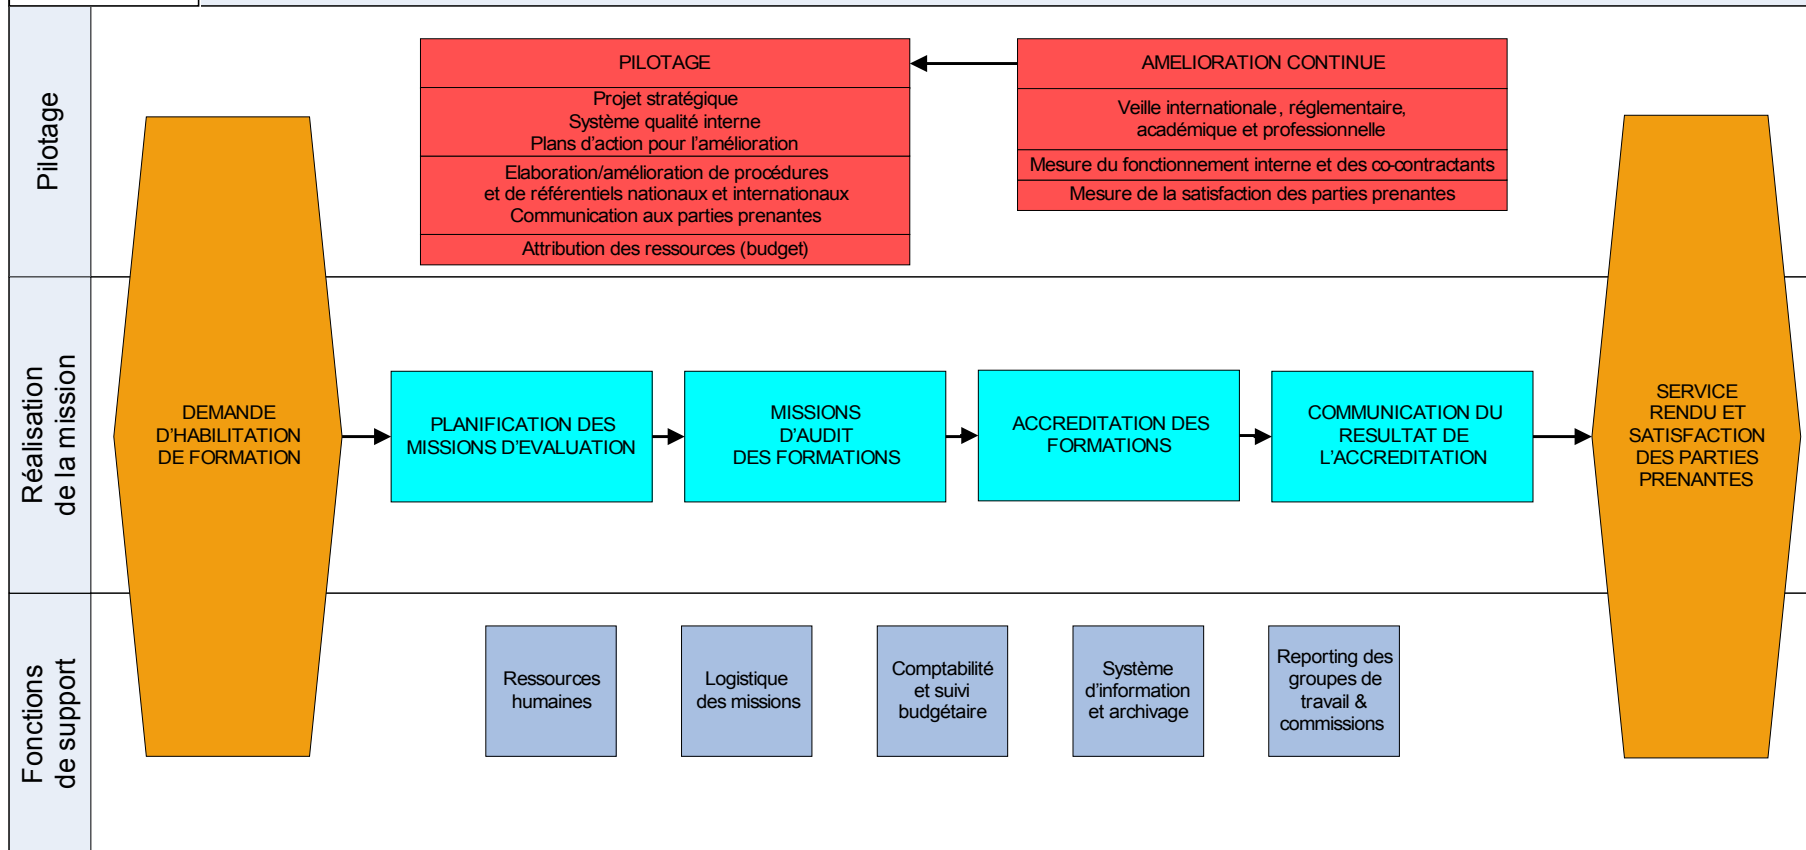 Pilotage
PILOTAGE
Projet stratégique
Système qualité interne
Plans d'action pour l'amélioration
Elaboration/amélioration de procédures
et de référentiels nationaux et internationaux
Communication aux parties prenantes
Attribution des ressources (budget)
AMELIORATION CONTINUE
Veille internationale, réglementaire,
académique et professionnelle
Mesure du fonctionnement interne et des co-contractants
Mesure de la satisfaction des parties prenantes
Réalisation
de la mission
DEMANDE
D'HABILITATION
DE FORMATION
PLANIFICATION DES
MISSIONS D'EVALUATION
MISSIONS
D'AUDIT
DES FORMATIONS
ACCREDITATION DES
FORMATIONS
COMMUNICATION DU
RESULTAT DE
L'ACCREDITATION
SERVICE
RENDU ET
SATISFACTION
DES PARTIES
PRENANTES
Fonctions
de support
Ressources
humaines
Logistique
des missions
Comptabilité
et suivi
budgétaire
Système
d'information
et archivage
Reporting des
groupes de
travail &
commissions